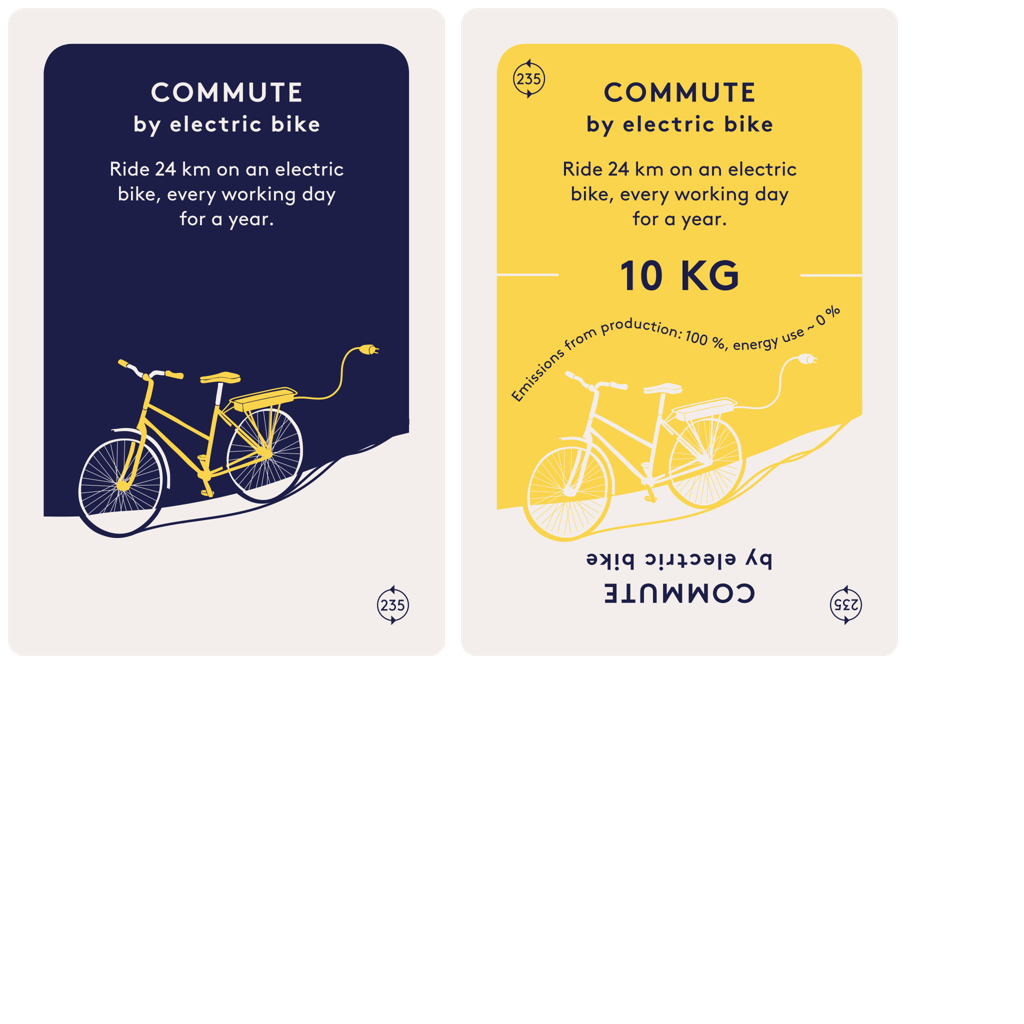 COMMUTE
by electric bike
Ride 24 km on an electric
bike, every working day
for a year.
235
235
COMMUTE
by electric bike
Ride 24 km on an electric
bike, every working day
for a year.
10 KG
Emissions from production: 100 %, energy use ~ 0 %
COMMUTE
by electric bike
235